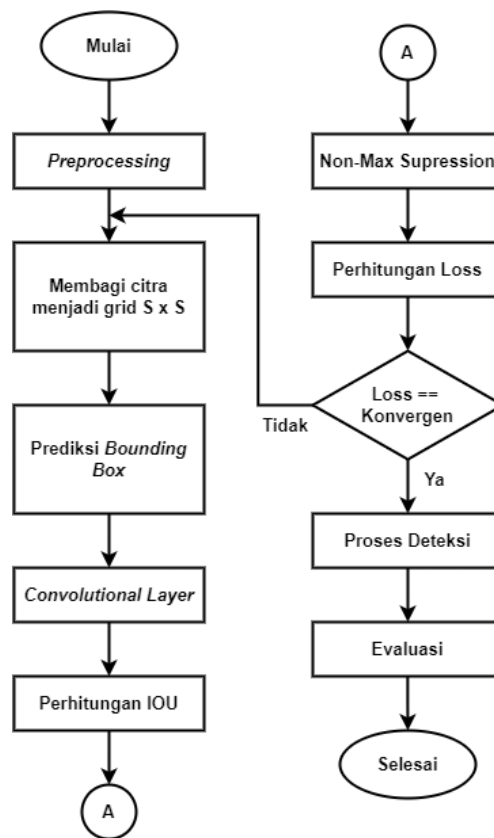 Mulai
Preprocessing
Membagi citra
menjadi grid S x S
Prediksi Bounding
Box
Convolutional Layer
Perhitungan IOU
A
A
Non-Max Supression
Perhitungan Loss
Loss ==
Konvergen
Tidak
Ya
Proses Deteksi
Evaluasi
Selesai